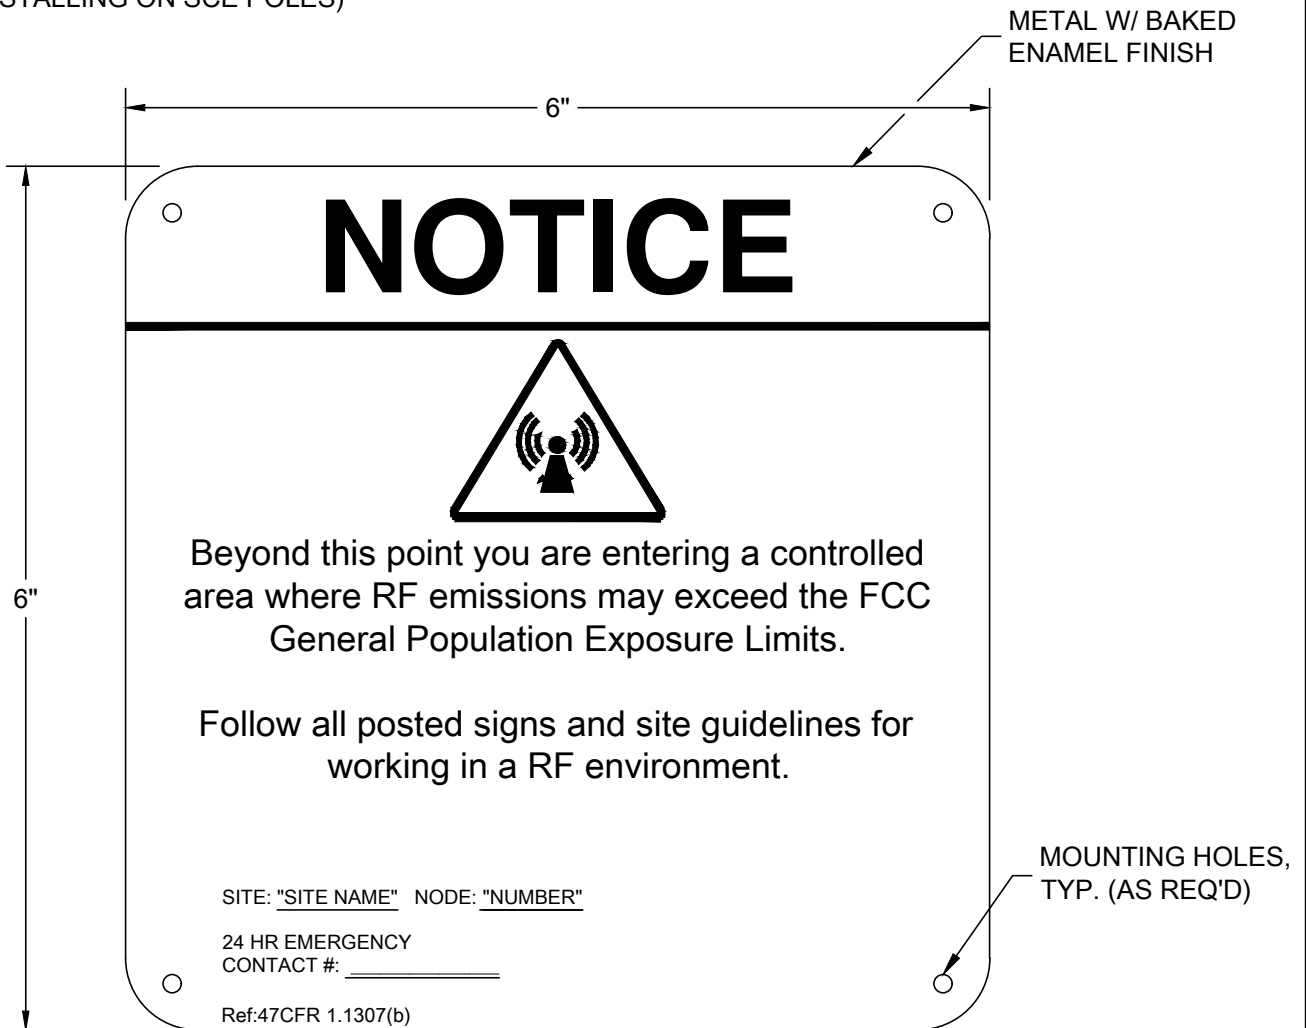 SCE POLES)
METAL W/ BAKED
ENAMEL FINISH
6"
NOTICE
Beyond this point you are entering a controlled
area where RF emissions may exceed the FCC
General Population Exposure Limits.
6"
Follow all posted signs and site guidelines for
working in a RF environment.
MOUNTING HOLES,
TYP. (AS REQ'D)
SITE: "SITE NAME" NODE: "NUMBER"
24 HR EMERGENCY
CONTACT #:
Ref:47CFR 1.1307(b)